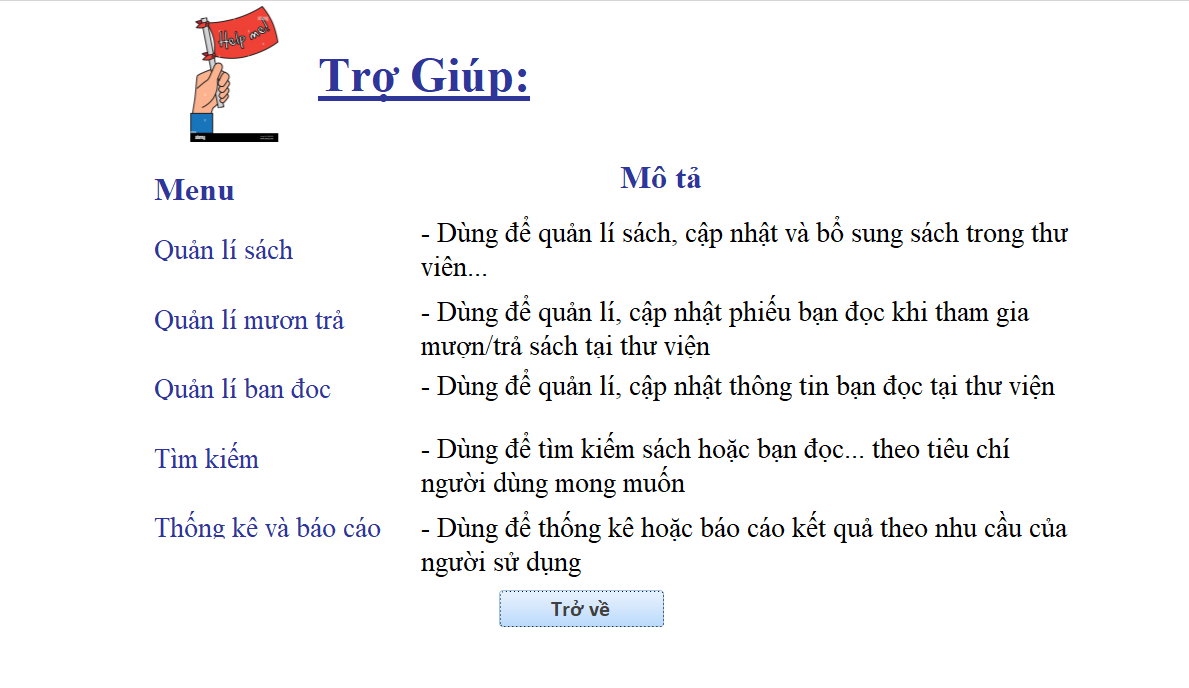 Help me!
Trợ Giúp:
Menu
Mô tả
Quản lí sách
- Dùng để quản lí sách, cập nhật và bổ sung sách trong thư
viên...
Quản lí mươn trả
- Dùng để quản lí, cập nhật phiếu bạn đọc khi tham gia
mượn/trả sách tại thư viện
Quản lí ban đoc
- Dùng để quản lí, cập nhật thông tin bạn đọc tại thư viện
Tìm kiếm
- Dùng để tìm kiếm sách hoặc bạn đọc... theo tiêu chí
người dùng mong muốn
Thống kê và báo cáo
- Dùng để thống kê hoặc báo cáo kết quả theo nhu cầu của
người sử dụng
Trở về